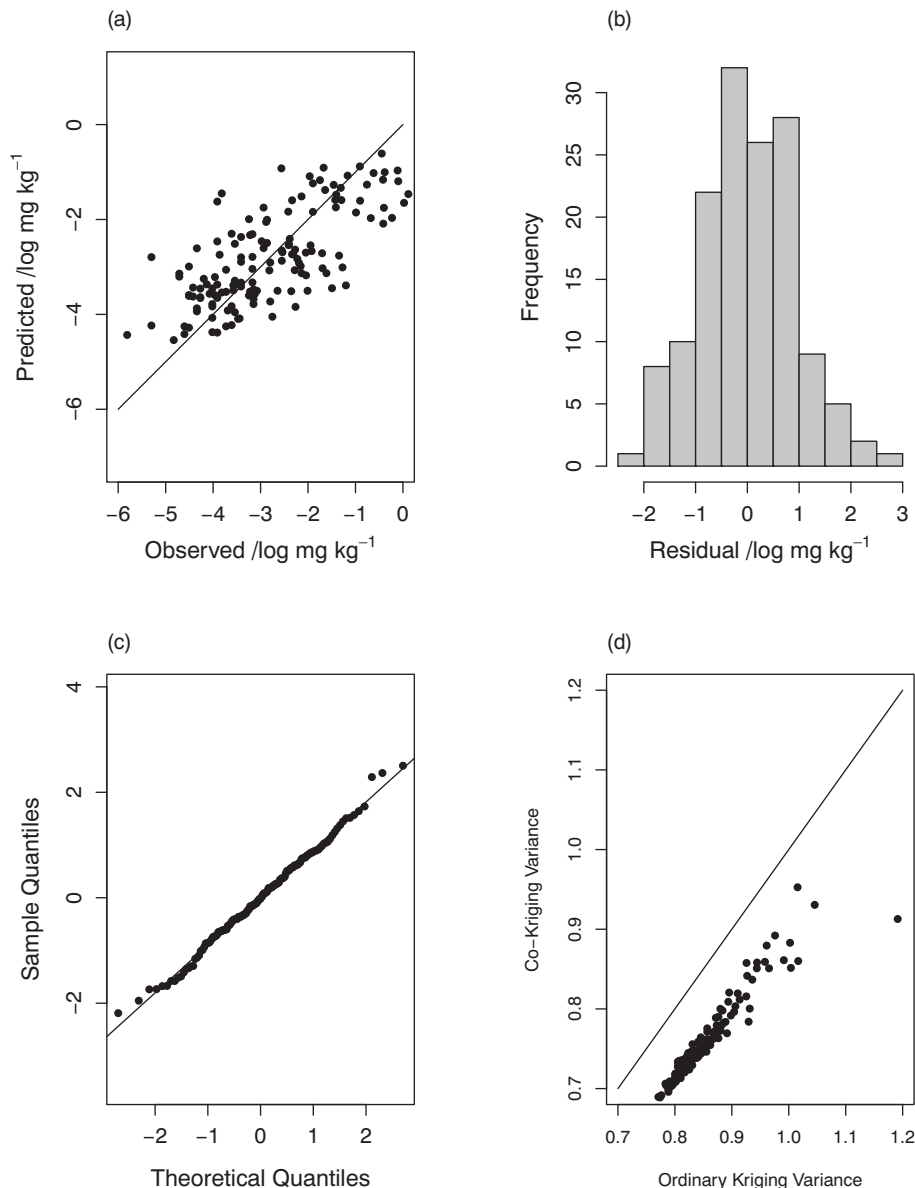 (a)
0
−2
−4
−6
Predicted /log mg kg⁻¹
−6 −5 −4 −3 −2 −1 0
Observed /log mg kg⁻¹
(b)
30
25
20
15
10
5
0
Frequency
−2 −1 0 1 2 3
Residual /log mg kg⁻¹
(c)
4
2
0
−2
Sample Quantiles
−2 −1 0 1 2
Theoretical Quantiles
(d)
1.2
1.1
1.0
0.9
0.8
0.7
Co−Kriging Variance
0.7 0.8 0.9 1.0 1.1 1.2
Ordinary Kriging Variance